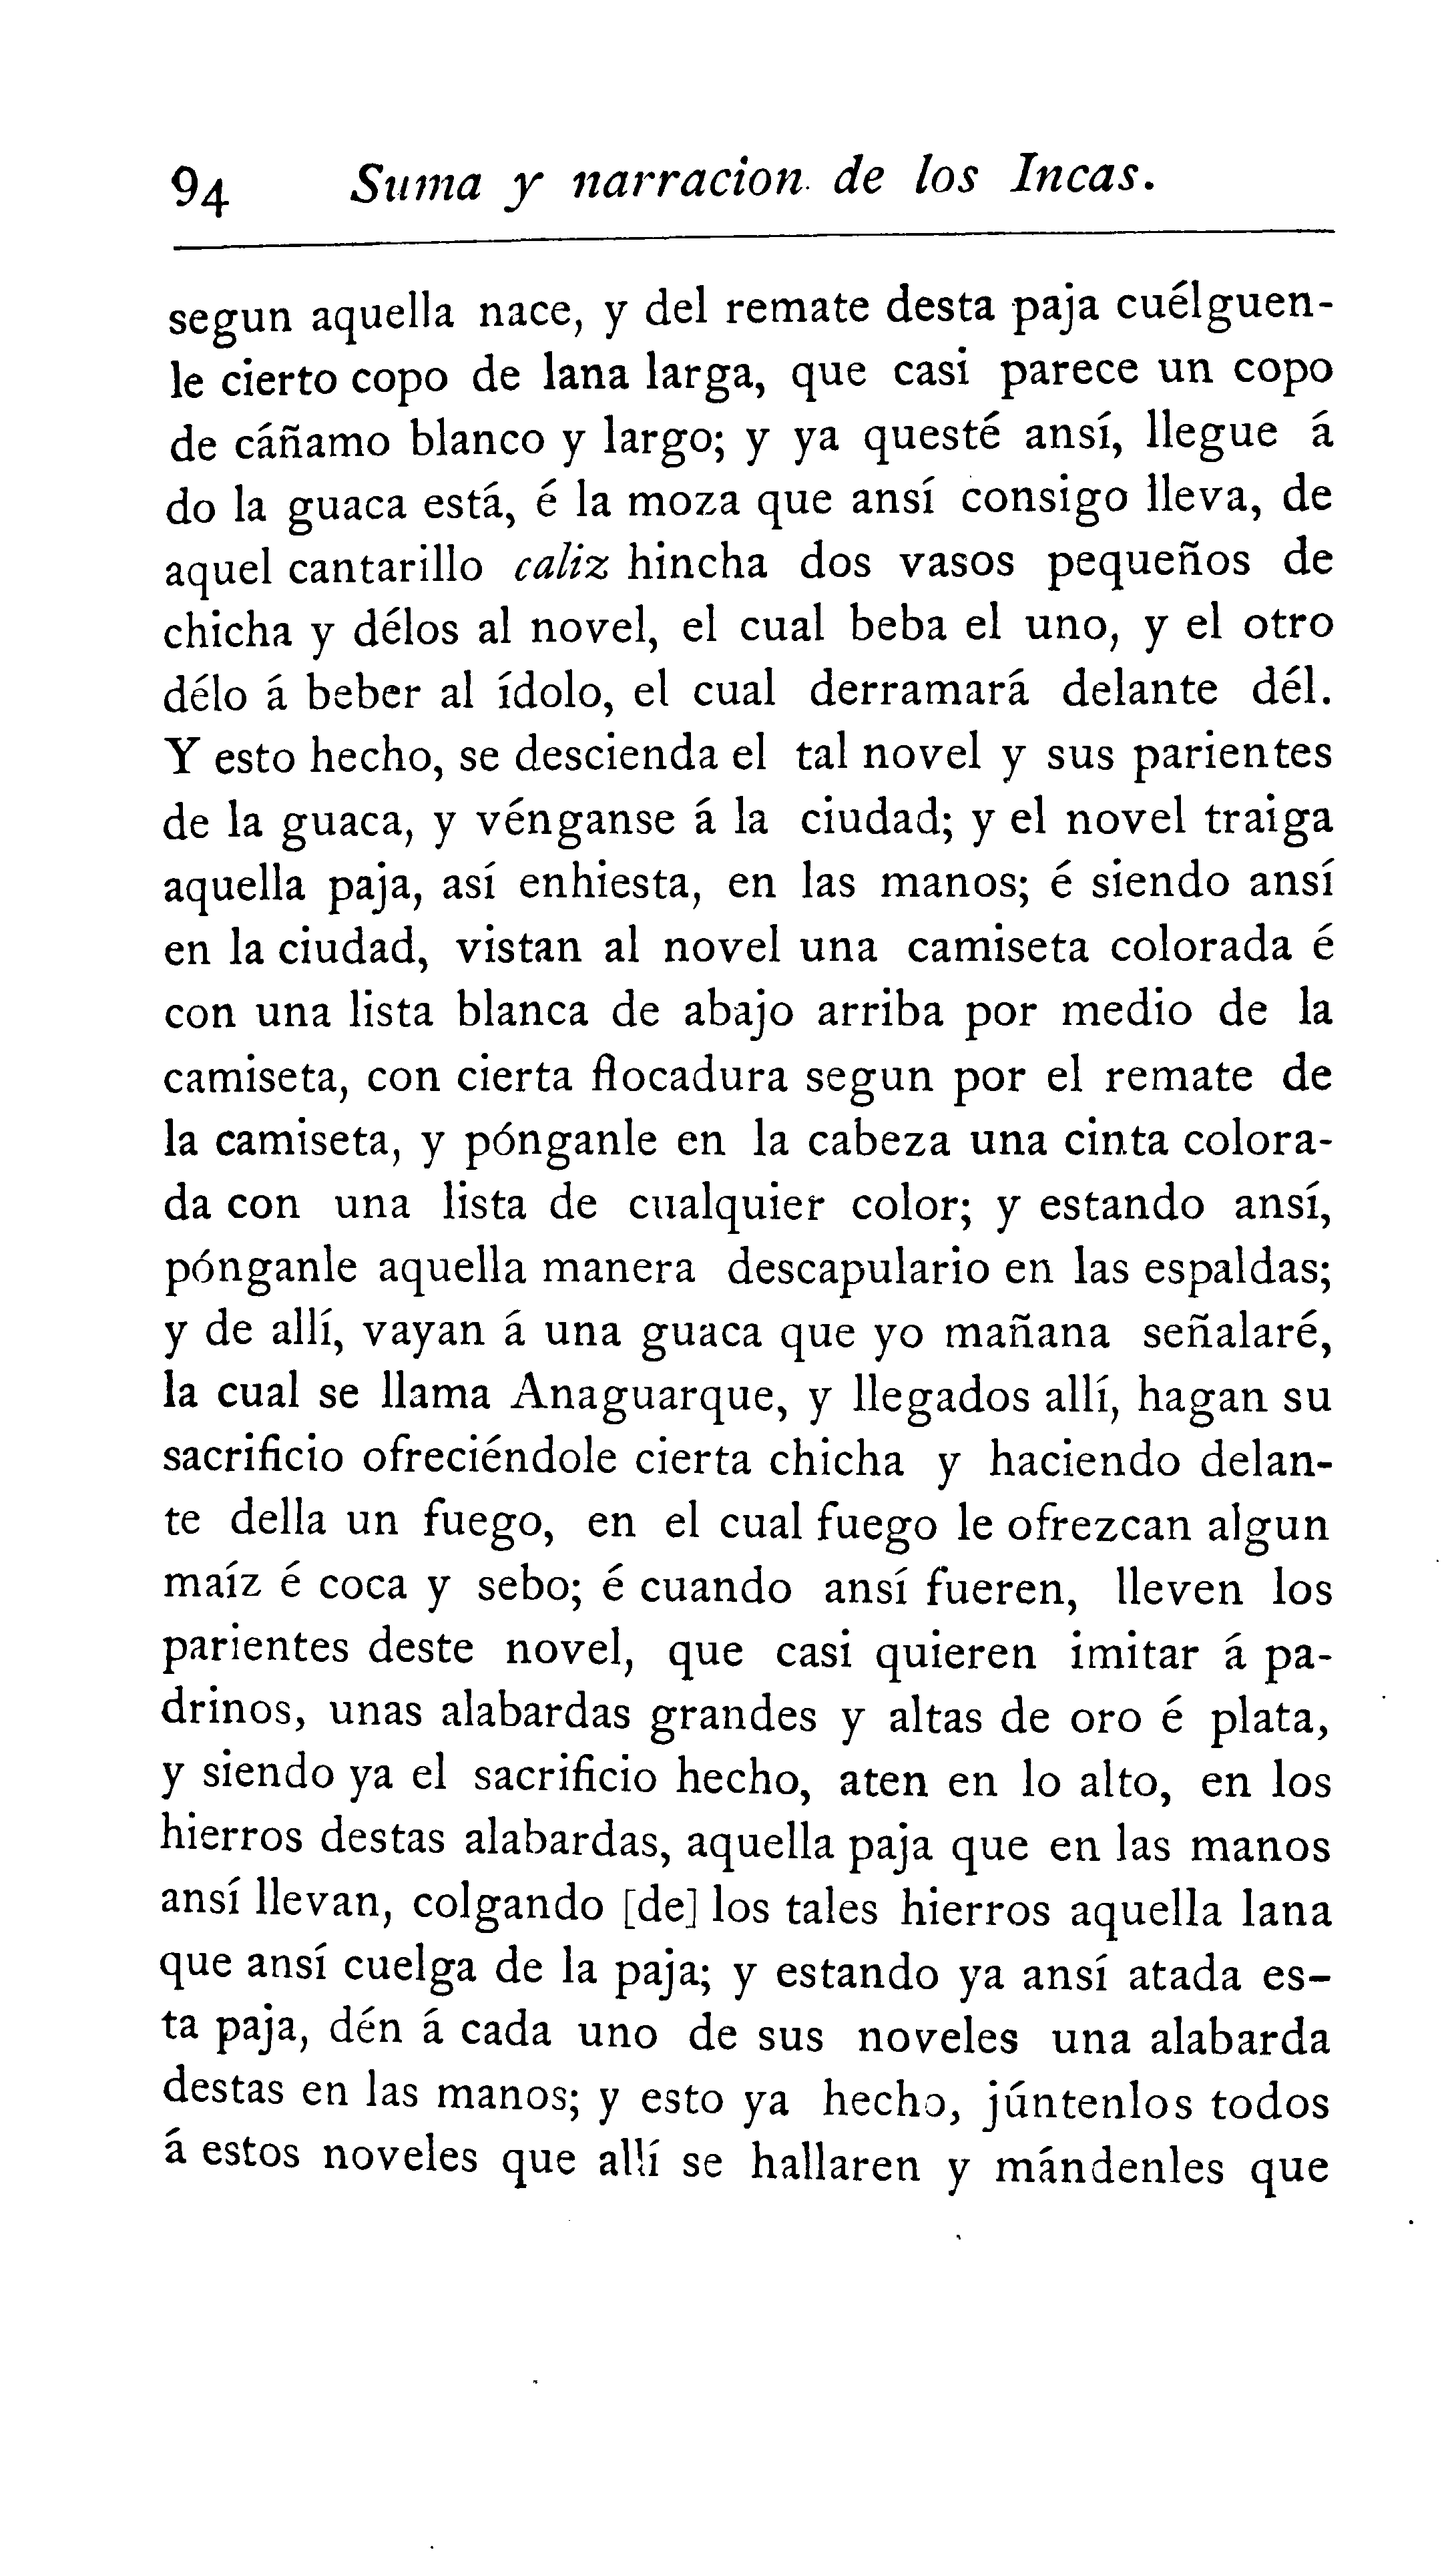 94 Suma y narracion de los Incas.
segun aquella nace, y del remate desta paja cuélguen-
le cierto copo de lana larga, que casi parece un copo
de cáñamo blanco y largo; y ya questé ansí, llegue á
do la guaca está, é la moza que ansí consigo lleva, de
aquel cantarillo caliz hincha dos vasos pequeños de
chicha y délos al novel, el cual beba el uno, y el otro
délo á beber al ídolo, el cual derramará delante dél.
Y esto hecho, se descienda el tal novel y sus parientes
de la guaca, y vénganse á la ciudad; y el novel traiga
aquella paja, así enhiesta, en las manos; é siendo ansí
en la ciudad, vistan al novel una camiseta colorada é
con una lista blanca de abajo arriba por medio de la
camiseta, con cierta flocadura segun por el remate de
la camiseta, y pónganle en la cabeza una cinta colora-
da con una lista de cualquier color; y estando ansí,
pónganle aquella manera descapulario en las espaldas;
y de allí, vayan á una guaca que yo mañana señalaré,
la cual se llama Anaguarque, y llegados allí, hagan su
sacrificio ofreciéndole cierta chicha y haciendo delan-
te della un fuego, en el cual fuego le ofrezcan algun
maíz é coca y sebo; é cuando ansí fueren, lleven los
parientes deste novel, que casi quieren imitar á pa-
drinos, unas alabardas grandes y altas de oro é plata,
y siendo ya el sacrificio hecho, aten en lo alto, en los
hierros destas alabardas, aquella paja que en las manos
ansí llevan, colgando [de] los tales hierros aquella lana
que ansí cuelga de la paja; y estando ya ansí atada es-
ta paja, dén á cada uno de sus noveles una alabarda
destas en las manos; y esto ya hecho, júntenlos todos
á estos noveles que allí se hallaren y mándenles que